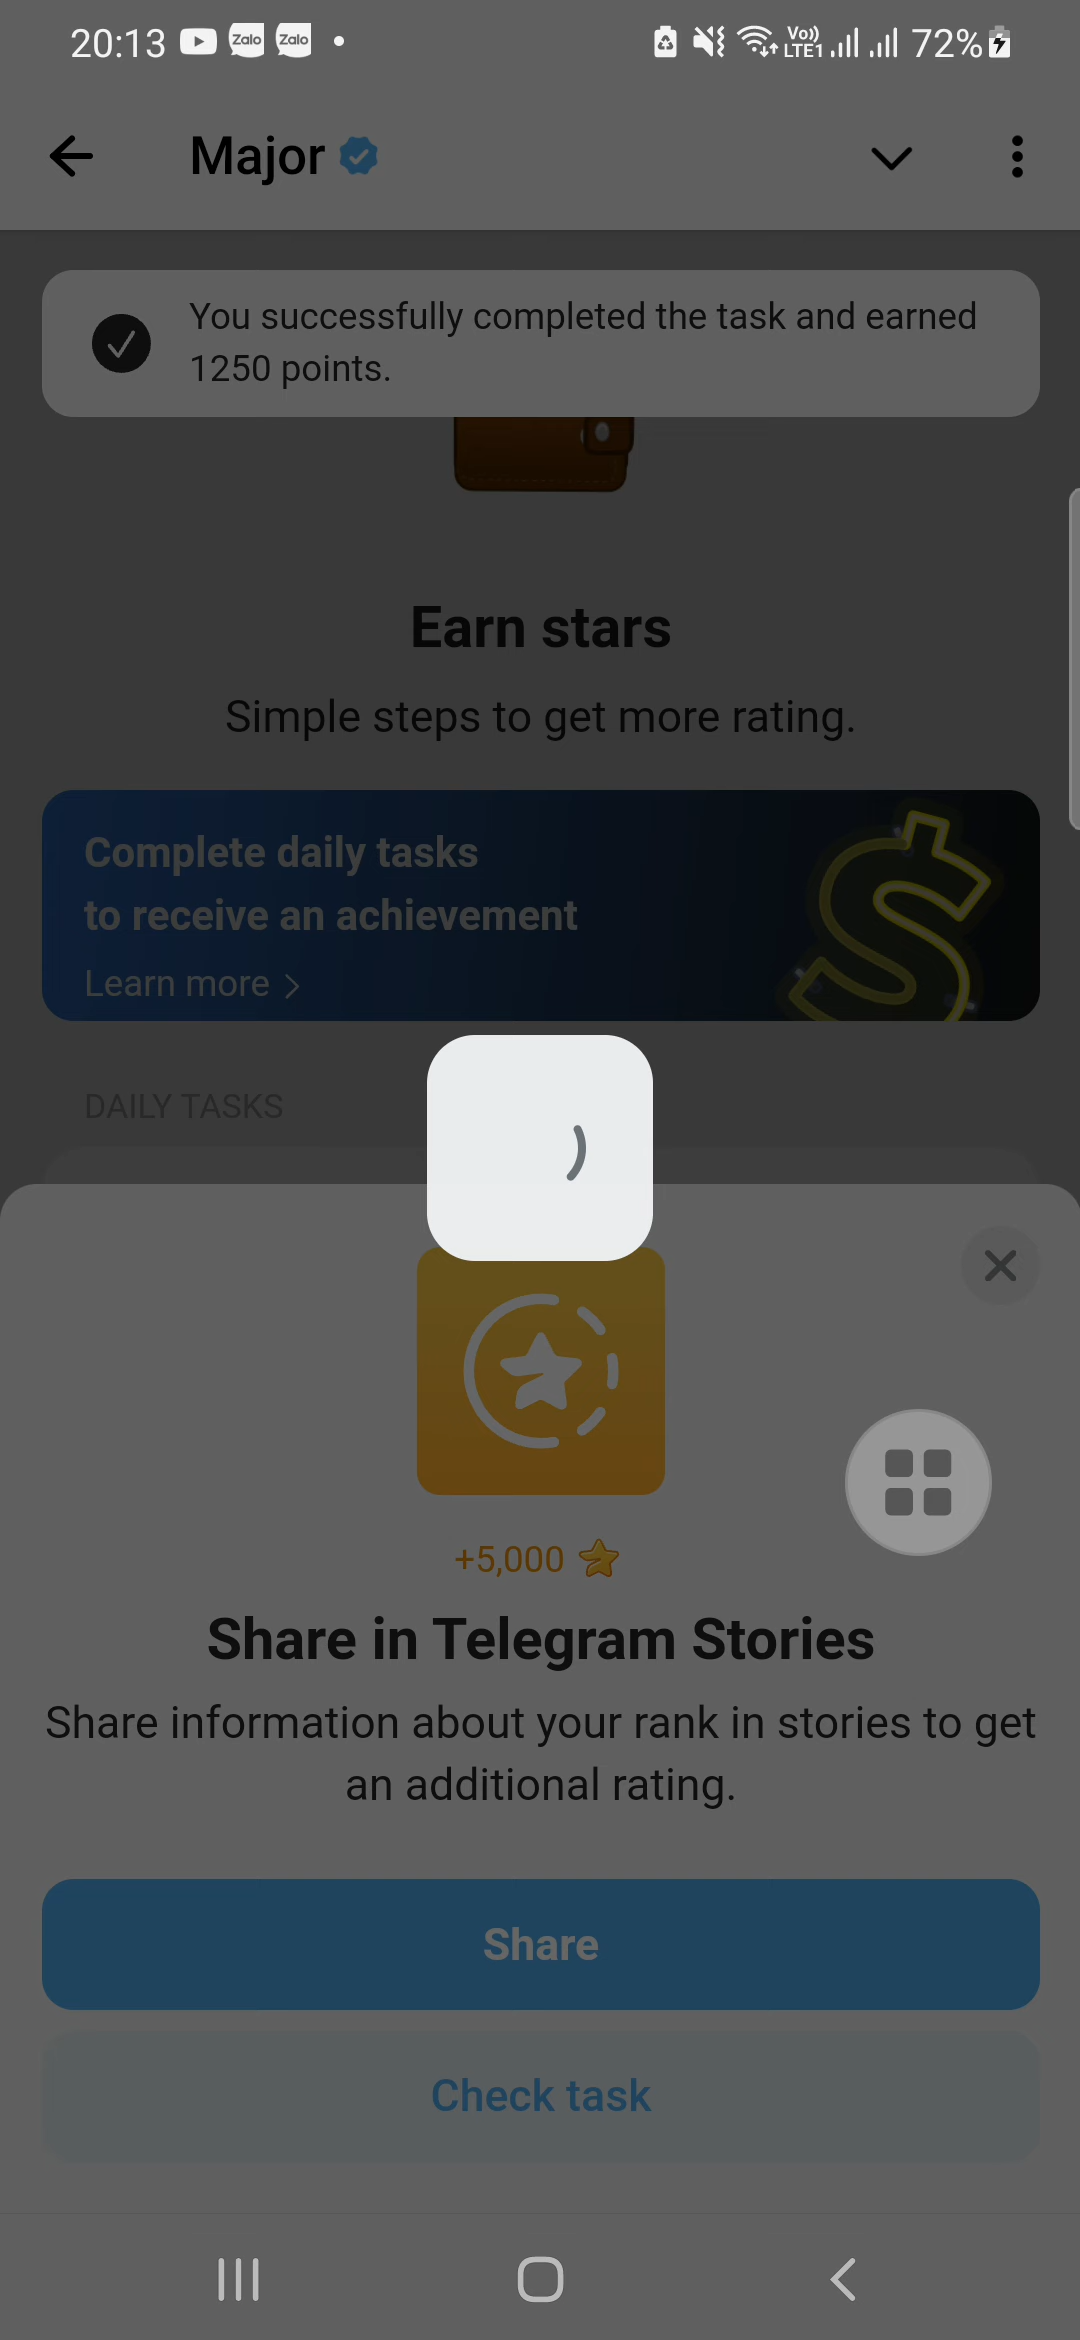 20:13 Zalo Zalo Vo)) LTE1 72%
Major
You successfully completed the task and earned
1250 points.
Earn stars
Simple steps to get more rating.
Complete daily tasks
to receive an achievement
Learn more
DAILY TASKS
+5,000
Share in Telegram Stories
Share information about your rank in stories to get
an additional rating.
Share
Check task